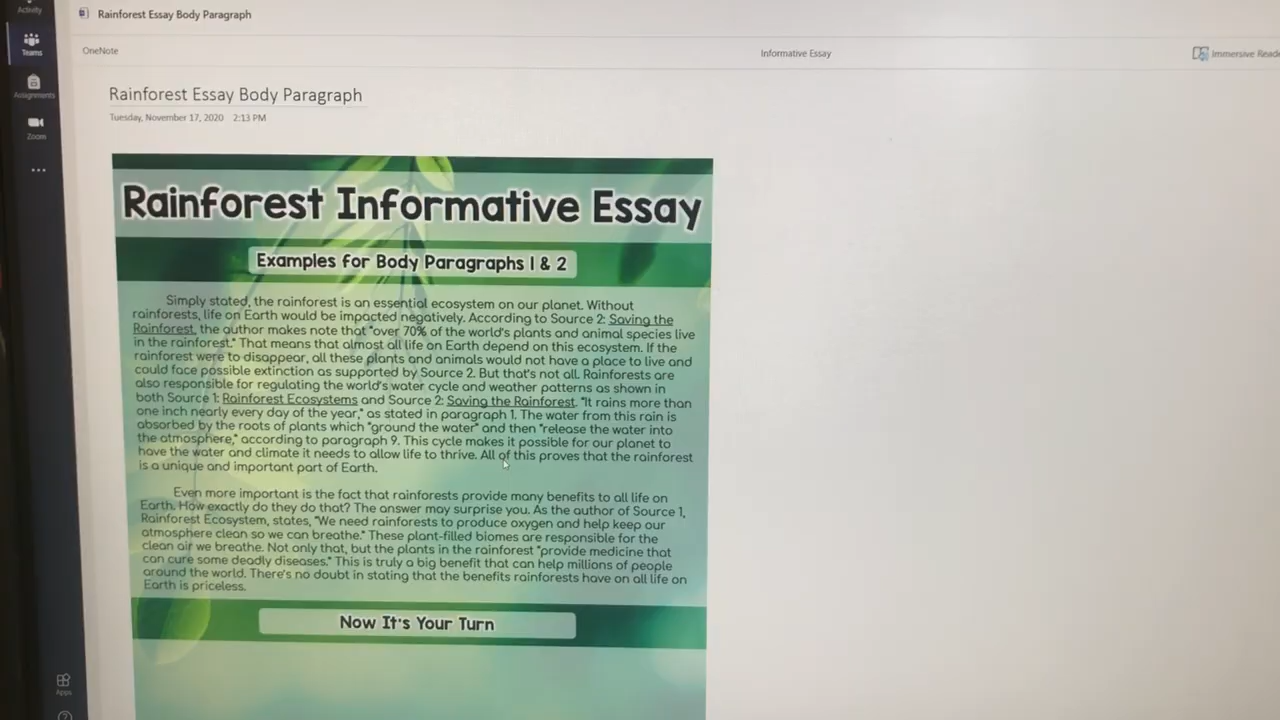 Activity
Rainforest Essay Body Paragraph
Teams
OneNote
Informative Essay
Immersive Reade
Assignments
Rainforest Essay Body Paragraph
Tuesday, November 17, 2020 2:13 PM
Zoom
Rainforest Informative Essay
Examples for Body Paragraphs 1 & 2
Simply stated, the rainforest is an essential ecosystem on our planet. Without
rainforests, life on Earth would be impacted negatively. According to Source 2: Saving the
Rainforest, the author makes note that "over 70% of the world's plants and animal species live
in the rainforest." That means that almost all life on Earth depend on this ecosystem. If the
rainforest were to disappear, all these plants and animals would not have a place to live and
could face possible extinction as supported by Source 2. But that's not all. Rainforests are
also responsible for regulating the world's water cycle and weather patterns as shown in
both Source 1: Rainforest Ecosystems and Source 2: Saving the Rainforest. "It rains more than
one inch nearly every day of the year," as stated in paragraph 1. The water from this rain is
absorbed by the roots of plants which "ground the water" and then "release the water into
the atmosphere," according to paragraph 9. This cycle makes it possible for our planet to
have the water and climate it needs to allow life to thrive. All of this proves that the rainforest
is a unique and important part of Earth.
Even more important is the fact that rainforests provide many benefits to all life on
Earth. How exactly do they do that? The answer may surprise you. As the author of Source 1,
Rainforest Ecosystem, states, "We need rainforests to produce oxygen and help keep our
atmosphere clean so we can breathe." These plant-filled biomes are responsible for the
clean air we breathe. Not only that, but the plants in the rainforest "provide medicine that
can cure some deadly diseases." This is truly a big benefit that can help millions of people
around the world. There's no doubt in stating that the benefits rainforests have on all life on
Earth is priceless.
Now It's Your Turn
Apps